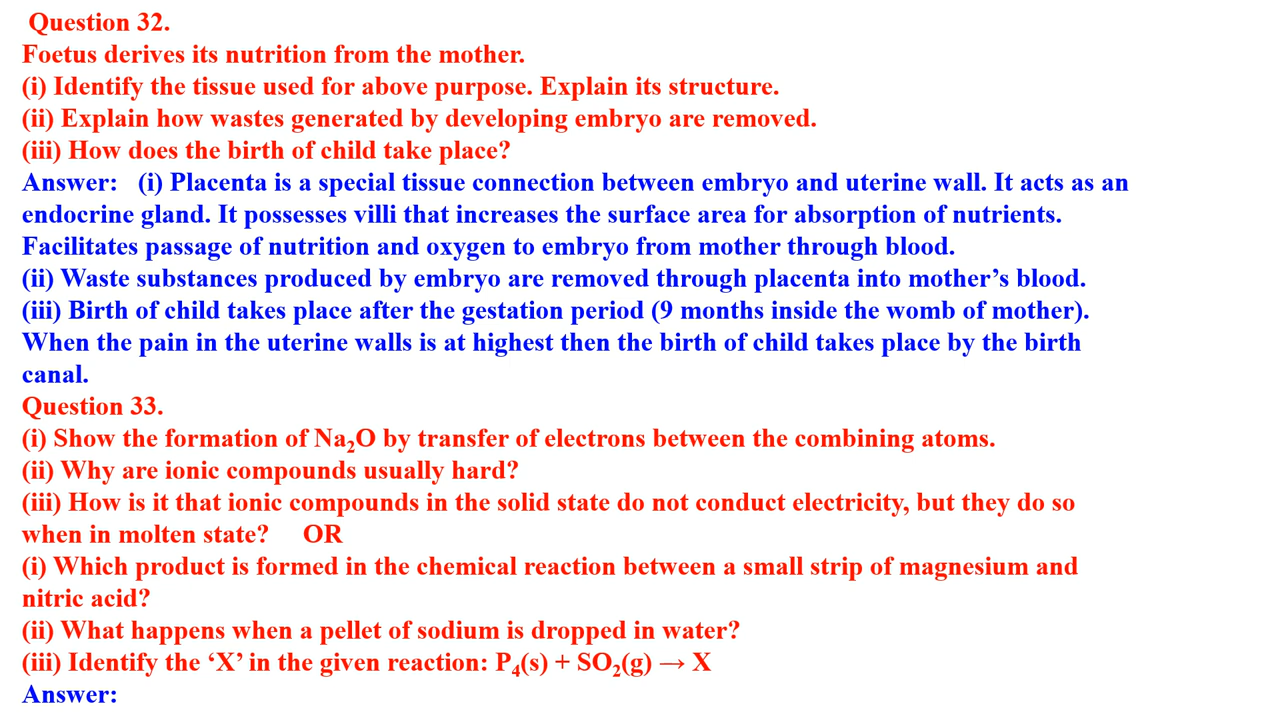 Question 32.
Foetus derives its nutrition from the mother.
(i) Identify the tissue used for above purpose. Explain its structure.
(ii) Explain how wastes generated by developing embryo are removed.
(iii) How does the birth of child take place?
Answer: (i) Placenta is a special tissue connection between embryo and uterine wall. It acts as an
endocrine gland. It possesses villi that increases the surface area for absorption of nutrients.
Facilitates passage of nutrition and oxygen to embryo from mother through blood.
(ii) Waste substances produced by embryo are removed through placenta into mother’s blood.
(iii) Birth of child takes place after the gestation period (9 months inside the womb of mother).
When the pain in the uterine walls is at highest then the birth of child takes place by the birth
canal.
Question 33.
(i) Show the formation of Na₂O by transfer of electrons between the combining atoms.
(ii) Why are ionic compounds usually hard?
(iii) How is it that ionic compounds in the solid state do not conduct electricity, but they do so
when in molten state? OR
(i) Which product is formed in the chemical reaction between a small strip of magnesium and
nitric acid?
(ii) What happens when a pellet of sodium is dropped in water?
(iii) Identify the ‘X’ in the given reaction: P₄(s) + SO₂(g) → X
Answer: